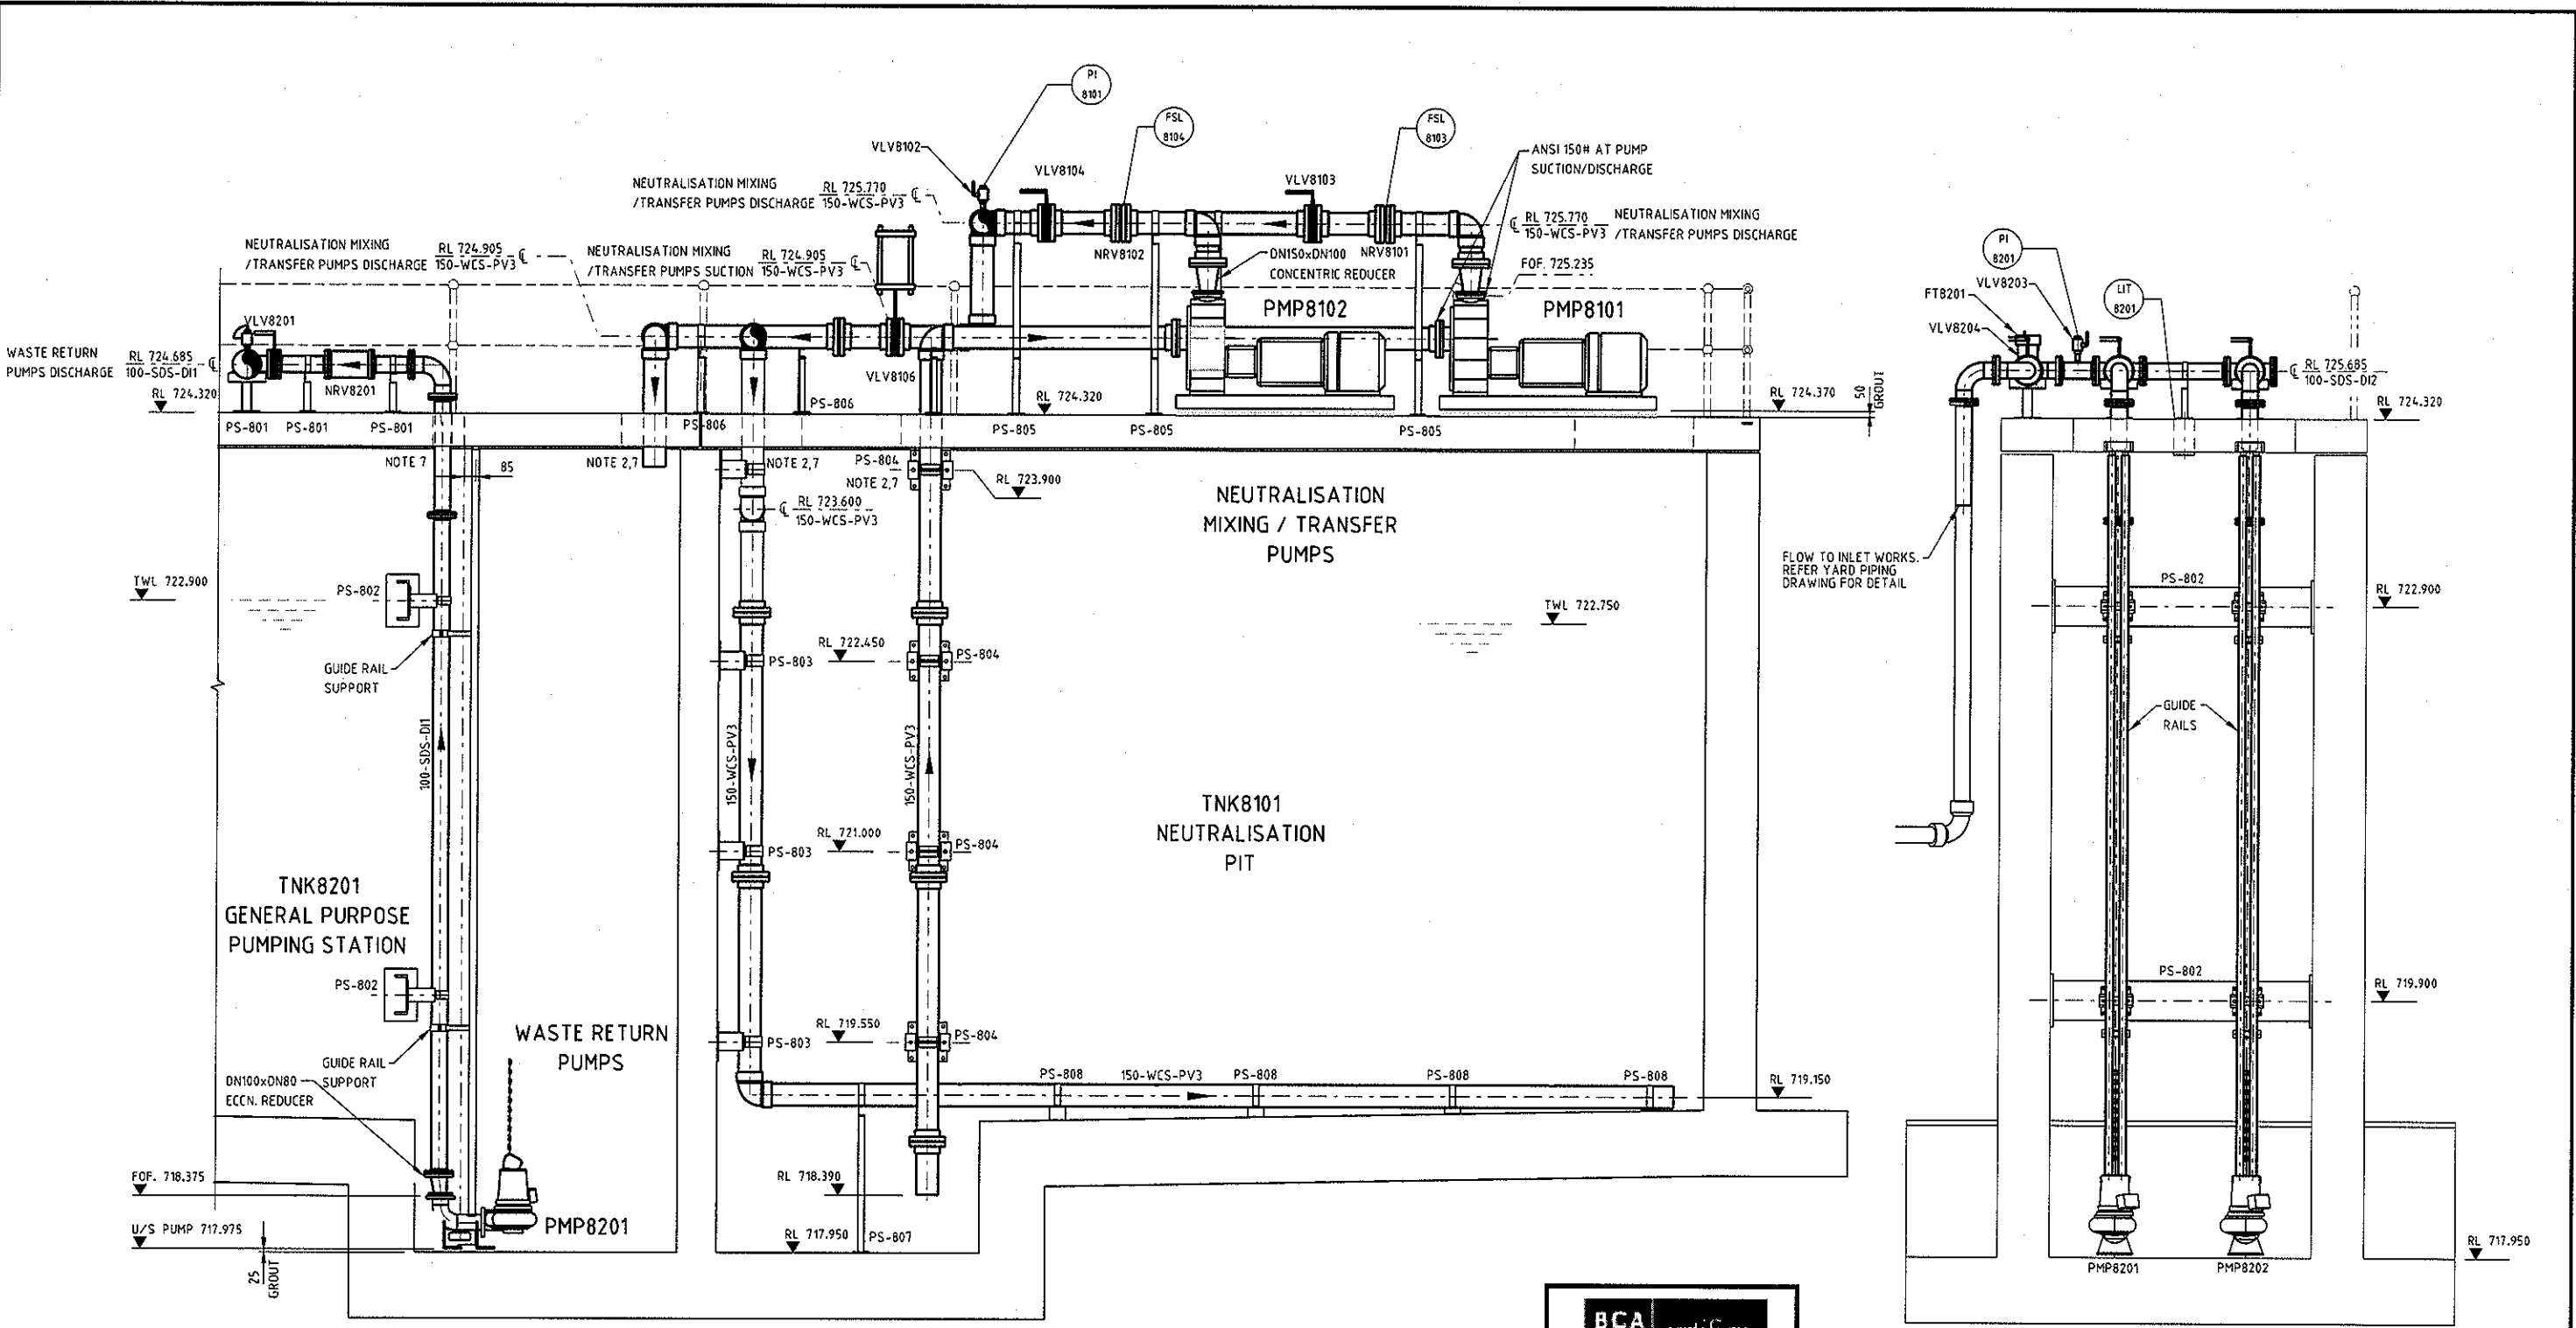 PI
8101
FSL
8104
FSL
8103
VLV8102
VLV8104
VLV8103
ANSI 150# AT PUMP
SUCTION/DISCHARGE
NEUTRALISATION MIXING
/TRANSFER PUMPS DISCHARGE
RL 725.770
150-WCS-PV3
RL 725.770
150-WCS-PV3
NEUTRALISATION MIXING
/TRANSFER PUMPS DISCHARGE
NEUTRALISATION MIXING
/TRANSFER PUMPS DISCHARGE
RL 724.905
150-WCS-PV3
NEUTRALISATION MIXING
/TRANSFER PUMPS SUCTION
RL 724.905
150-WCS-PV3
NRV8102
NRV8101
DN150xDN100
CONCENTRIC REDUCER
FOF. 725.235
PMP8102
PMP8101
PI
8201
LIT
8201
FT8201
VLV8203
VLV8204
VLV8201
WASTE RETURN
PUMPS DISCHARGE
RL 724.685
100-SDS-DI1
NRV8201
VLV8106
RL 725.685
100-SDS-DI2
RL 724.320
PS-806
RL 724.320
RL 724.370
50
GROUT
RL 724.320
PS-801
PS-801
PS-801
PS-806
PS-805
PS-805
PS-805
NOTE 7
85
NOTE 2,7
NOTE 2,7
PS-804
NOTE 2,7
RL 723.900
RL 723.600
150-WCS-PV3
NEUTRALISATION
MIXING / TRANSFER
PUMPS
FLOW TO INLET WORKS.
REFER YARD PIPING
DRAWING FOR DETAIL
TWL 722.900
PS-802
TWL 722.750
PS-802
RL 722.900
GUIDE RAIL
SUPPORT
PS-803
RL 722.450
PS-804
GUIDE
RAILS
100-SDS-DI1
150-WCS-PV3
150-WCS-PV3
TNK8101
NEUTRALISATION
PIT
PS-803
RL 721.000
PS-804
TNK8201
GENERAL PURPOSE
PUMPING STATION
PS-802
PS-802
RL 719.900
WASTE RETURN
PUMPS
PS-803
RL 719.550
PS-804
GUIDE RAIL
SUPPORT
DN100xDN80
ECCN. REDUCER
PS-808
150-WCS-PV3
PS-808
PS-808
PS-808
RL 719.150
FOF. 718.375
RL 718.390
U/S PUMP 717.975
PMP8201
RL 717.950
PS-807
25
GROUT
RL 717.950
PMP8201
PMP8202
BCA